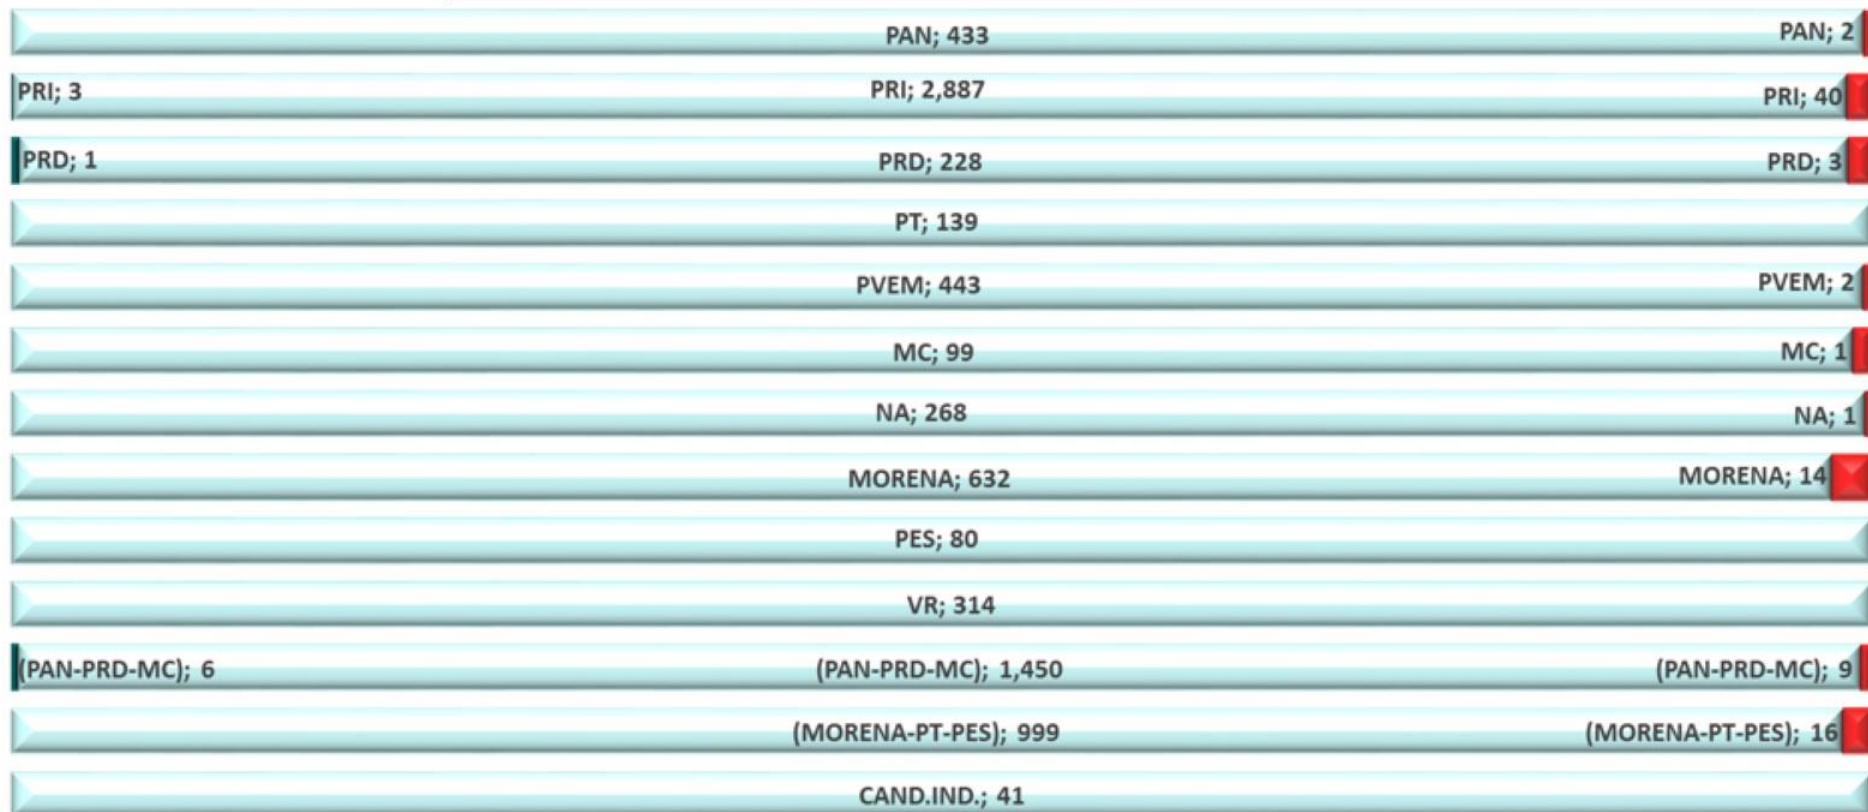 PAN; 433 PAN; 2
PRI; 3 PRI; 2,887 PRI; 40
PRD; 1 PRD; 228 PRD; 3
PT; 139
PVEM; 443 PVEM; 2
MC; 99 MC; 1
NA; 268 NA; 1
MORENA; 632 MORENA; 14
PES; 80
VR; 314
(PAN-PRD-MC); 6 (PAN-PRD-MC); 1,450 (PAN-PRD-MC); 9
(MORENA-PT-PES); 999 (MORENA-PT-PES); 16
CAND.IND.; 41